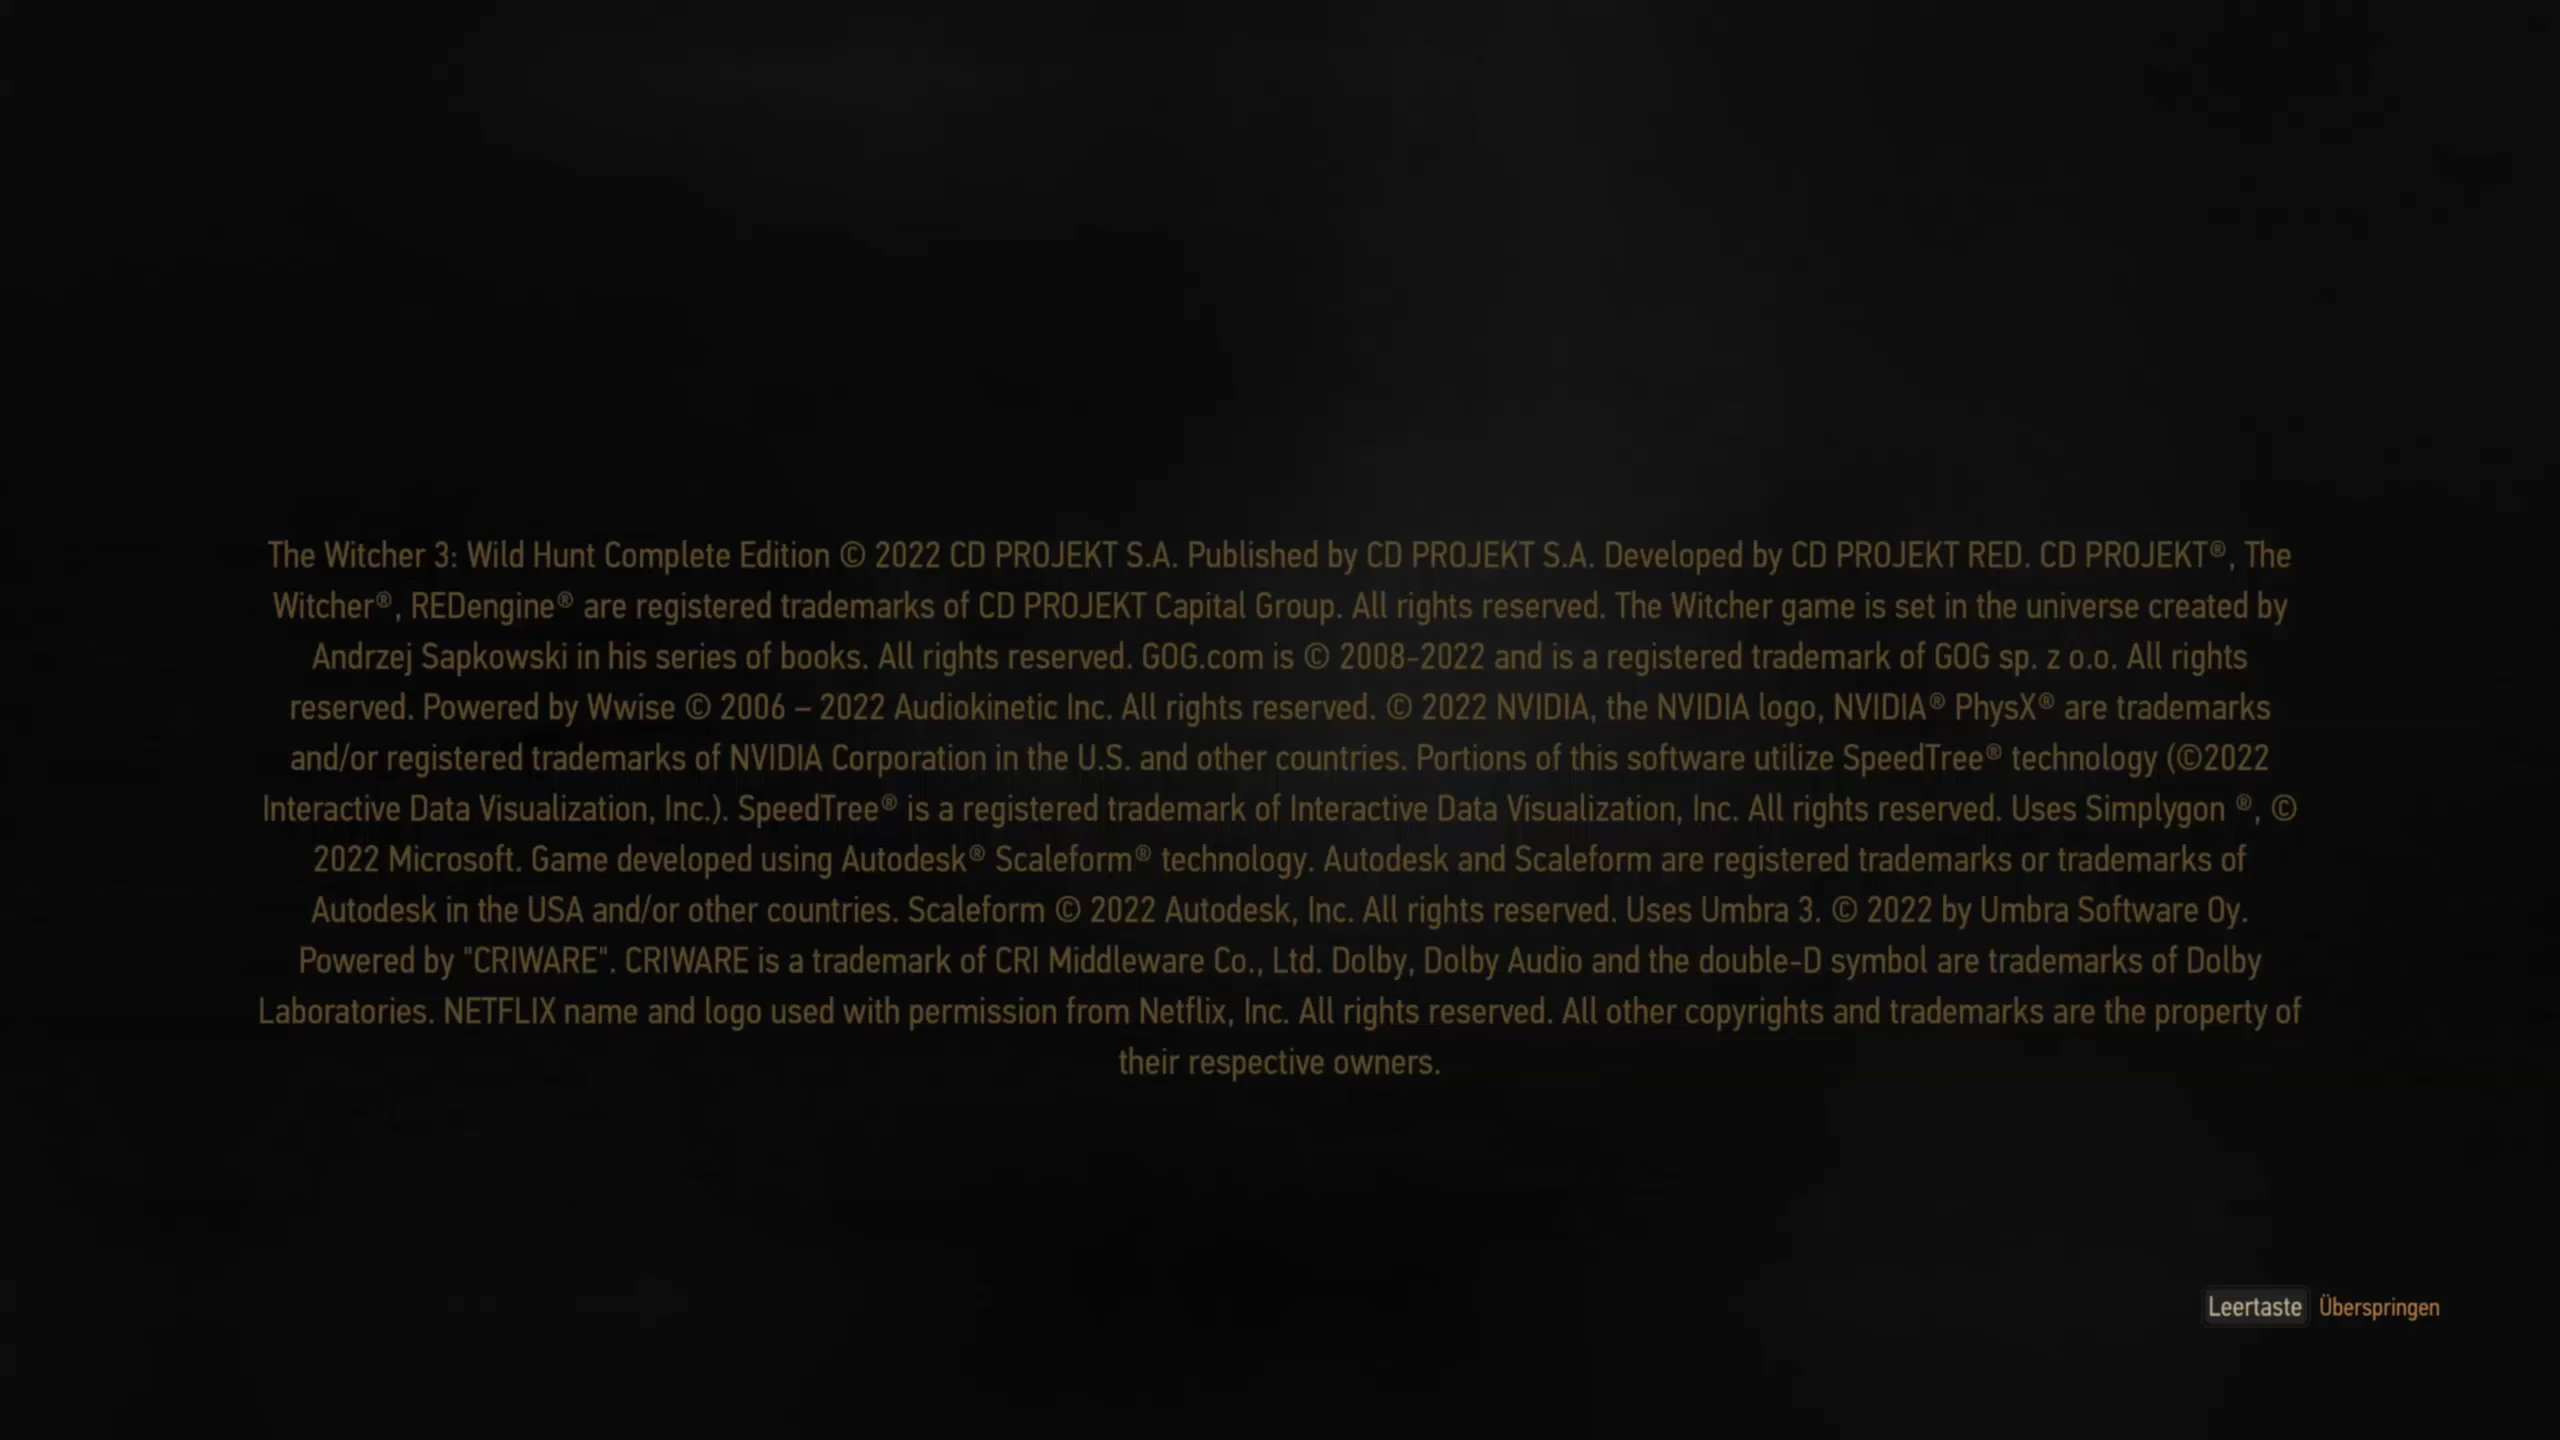 The Witcher 3: Wild Hunt Complete Edition © 2022 CD PROJEKT S.A. Published by CD PROJEKT S.A. Developed by CD PROJEKT RED. CD PROJEKT®, The
Witcher®, REDengine® are registered trademarks of CD PROJEKT Capital Group. All rights reserved. The Witcher game is set in the universe created by
Andrzej Sapkowski in his series of books. All rights reserved. GOG.com is © 2008-2022 and is a registered trademark of GOG sp. z o.o. All rights
reserved. Powered by Wwise © 2006 – 2022 Audiokinetic Inc. All rights reserved. © 2022 NVIDIA, the NVIDIA logo, NVIDIA® PhysX® are trademarks
and/or registered trademarks of NVIDIA Corporation in the U.S. and other countries. Portions of this software utilize SpeedTree® technology (©2022
Interactive Data Visualization, Inc.). SpeedTree® is a registered trademark of Interactive Data Visualization, Inc. All rights reserved. Uses Simplygon ®, ©
2022 Microsoft. Game developed using Autodesk® Scaleform® technology. Autodesk and Scaleform are registered trademarks or trademarks of
Autodesk in the USA and/or other countries. Scaleform © 2022 Autodesk, Inc. All rights reserved. Uses Umbra 3. © 2022 by Umbra Software Oy.
Powered by "CRIWARE". CRIWARE is a trademark of CRI Middleware Co., Ltd. Dolby, Dolby Audio and the double-D symbol are trademarks of Dolby
Laboratories. NETFLIX name and logo used with permission from Netflix, Inc. All rights reserved. All other copyrights and trademarks are the property of
their respective owners.
Leertaste Überspringen